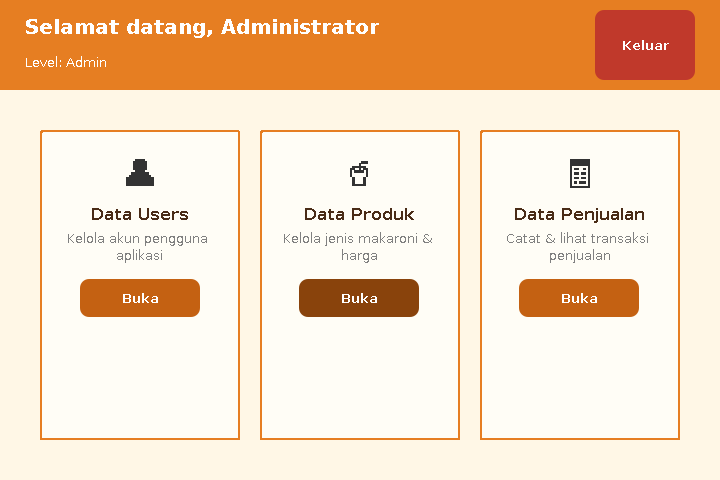 Selamat datang, Administrator
Level: Admin
Keluar
Data Users
Kelola akun pengguna
aplikasi
Buka
Data Produk
Kelola jenis makaroni &
harga
Buka
Data Penjualan
Catat & lihat transaksi
penjualan
Buka